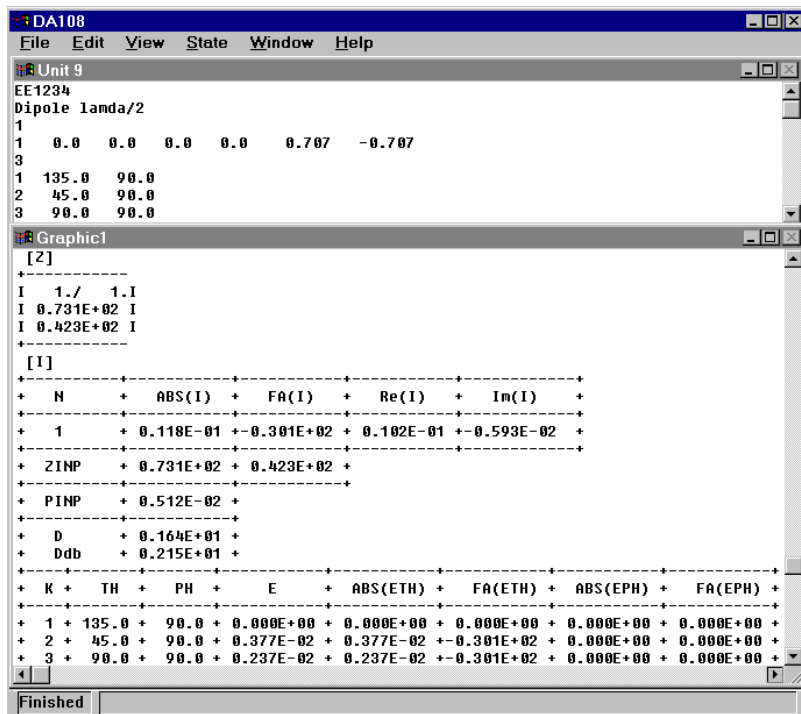 DA108
File Edit View State Window Help
Unit 9
EE1234
Dipole lamda/2
1
1 0.0 0.0 0.0 0.0 0.707 -0.707
3
1 135.0 90.0
2 45.0 90.0
3 90.0 90.0
Graphic1
[Z]
+-----------
I 1./ 1.I
I 0.731E+02 I
I 0.423E+02 I
+-----------
[I]
+----------+-----------+-----------+-----------+-----------+
+ N + ABS(I) + FA(I) + Re(I) + Im(I) +
+----------+-----------+-----------+-----------+-----------+
+ 1 + 0.118E-01 +-0.301E+02 + 0.102E-01 +-0.593E-02 +
+----------+-----------+-----------+-----------+-----------+
+ ZINP + 0.731E+02 + 0.423E+02 +
+----------+-----------+-----------+
+ PINP + 0.512E-02 +
+----------+-----------+
+ D + 0.164E+01 +
+ Ddb + 0.215E+01 +
+----+-------+-------+-----------+-----------+-----------+-----------+-----------+
+ K + TH + PH + E + ABS(ETH) + FA(ETH) + ABS(EPH) + FA(EPH) +
+----+-------+-------+-----------+-----------+-----------+-----------+-----------+
+ 1 + 135.0 + 90.0 + 0.000E+00 + 0.000E+00 + 0.000E+00 + 0.000E+00 + 0.000E+00 +
+ 2 + 45.0 + 90.0 + 0.377E-02 + 0.377E-02 +-0.301E+02 + 0.000E+00 + 0.000E+00 +
+ 3 + 90.0 + 90.0 + 0.237E-02 + 0.237E-02 +-0.301E+02 + 0.000E+00 + 0.000E+00 +
Finished